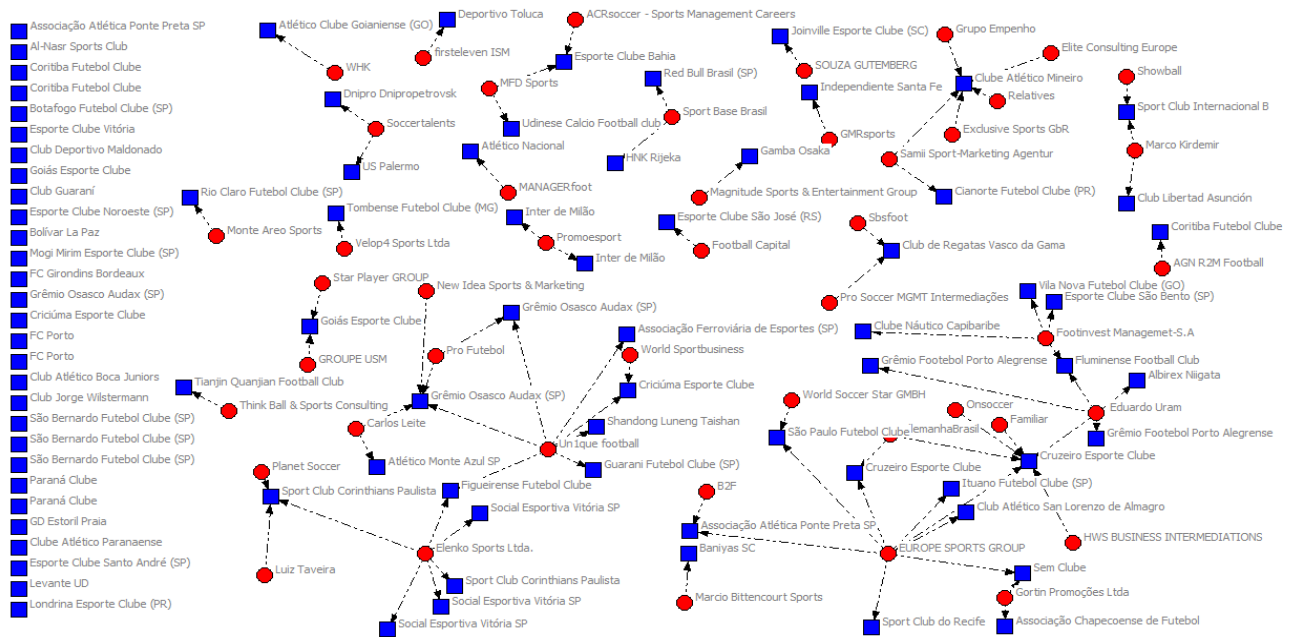 Associação Atlética Ponte Preta SP
Al-Nasr Sports Club
Coritiba Futebol Clube
Coritiba Futebol Clube
Botafogo Futebol Clube (SP)
Esporte Clube Vitória
Club Deportivo Maldonado
Goiás Esporte Clube
Club Guaraní
Esporte Clube Noroeste (SP)
Bolívar La Paz
Mogi Mirim Esporte Clube (SP)
FC Girondins Bordeaux
Grêmio Osasco Audax (SP)
Criciúma Esporte Clube
FC Porto
FC Porto
Club Atlético Boca Juniors
Club Jorge Wilstermann
São Bernardo Futebol Clube (SP)
São Bernardo Futebol Clube (SP)
São Bernardo Futebol Clube (SP)
Paraná Clube
Paraná Clube
GD Estoril Praia
Clube Atlético Paranaense
Esporte Clube Santo André (SP)
Levante UD
Londrina Esporte Clube (PR)
Atlético Clube Goianiense (GO)
WHK
Deportivo Toluca
firsteleven ISM
ACRsoccer - Sports Management Careers
Esporte Clube Bahia
MFD Sports
Udinese Calcio Football club
Dnipro Dnipropetrovsk
Soccertalents
US Palermo
Atlético Nacional
MANAGERfoot
Red Bull Brasil (SP)
Sport Base Brasil
HNK Rijeka
Joinville Esporte Clube (SC)
SOUZA GUTEMBERG
Independiente Santa Fe
GMRsports
Gamba Osaka
Magnitude Sports & Entertainment Group
Grupo Empenho
Elite Consulting Europe
Clube Atlético Mineiro
Relatives
Exclusive Sports GbR
Samii Sport-Marketing Agentur
Cianorte Futebol Clube (PR)
Showball
Sport Club Internacional B
Marco Kirdemir
Club Libertad Asunción
Rio Claro Futebol Clube (SP)
Monte Areo Sports
Tombense Futebol Clube (MG)
Velop4 Sports Ltda
Inter de Milão
Promoesport
Inter de Milão
Esporte Clube São José (RS)
Football Capital
Sbsfoot
Club de Regatas Vasco da Gama
Pro Soccer MGMT Intermediações
Coritiba Futebol Clube
AGN R2M Football
Star Player GROUP
Goiás Esporte Clube
GROUPE USM
New Idea Sports & Marketing
Grêmio Osasco Audax (SP)
Pro Futebol
Grêmio Osasco Audax (SP)
Carlos Leite
Atlético Monte Azul SP
Associação Ferroviária de Esportes (SP)
World Sportbusiness
Criciúma Esporte Clube
Shandong Luneng Taishan
Un1que football
Guarani Futebol Clube (SP)
Tianjin Quanjian Football Club
Think Ball & Sports Consulting
Planet Soccer
Sport Club Corinthians Paulista
Luiz Taveira
Figueirense Futebol Clube
Social Esportiva Vitória SP
Elenko Sports Ltda.
Sport Club Corinthians Paulista
Social Esportiva Vitória SP
Social Esportiva Vitória SP
Vila Nova Futebol Clube (GO)
Esporte Clube São Bento (SP)
Clube Náutico Capibaribe
Footinvest Managemet-S.A
Grêmio Footebol Porto Alegrense
Fluminense Football Club
Albirex Niigata
Eduardo Uram
Grêmio Footebol Porto Alegrense
World Soccer Star GMBH
Onsoccer
Familiar
São Paulo Futebol Clube
AlemanhaBrasil
Cruzeiro Esporte Clube
Cruzeiro Esporte Clube
Ituano Futebol Clube (SP)
Club Atlético San Lorenzo de Almagro
B2F
Associação Atlética Ponte Preta SP
Baniyas SC
Marcio Bittencourt Sports
EUROPE SPORTS GROUP
HWS BUSINESS INTERMEDIATIONS
Sem Clube
Gortin Promoções Ltda
Sport Club do Recife
Associação Chapecoense de Futebol